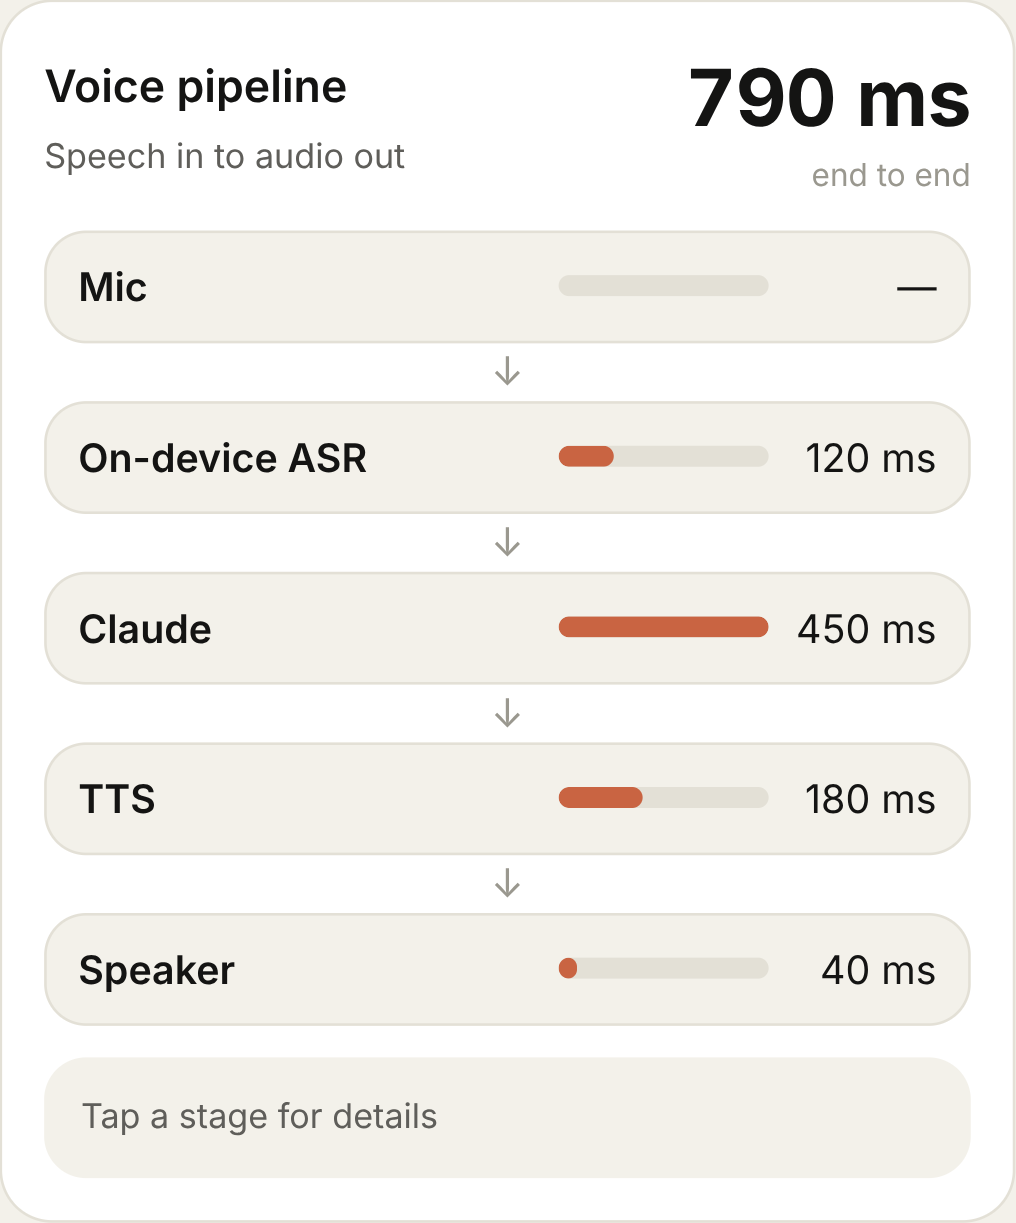 Voice pipeline
790 ms
Speech in to audio out
end to end
Mic
—
On-device ASR
120 ms
Claude
450 ms
TTS
180 ms
Speaker
40 ms
Tap a stage for details